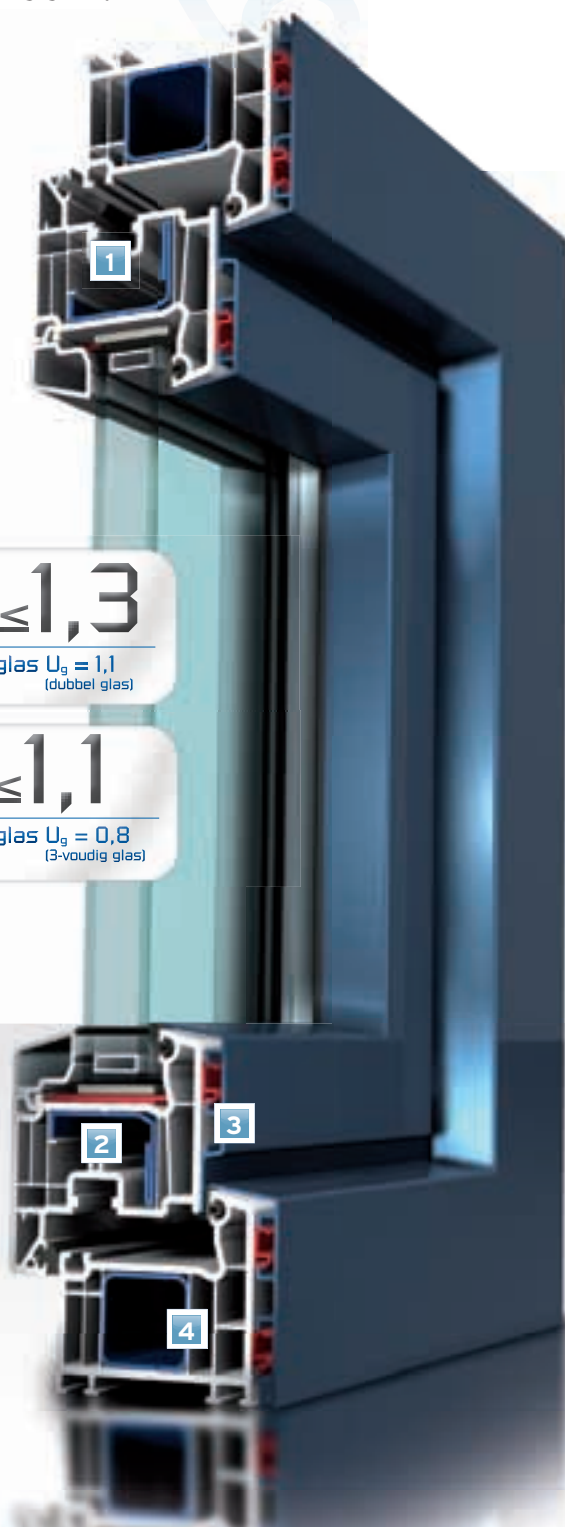 1
≤1,3
glas Ug = 1,1
(dubbel glas)
≤1,1
glas Ug = 0,8
(3-voudig glas)
2
3
4